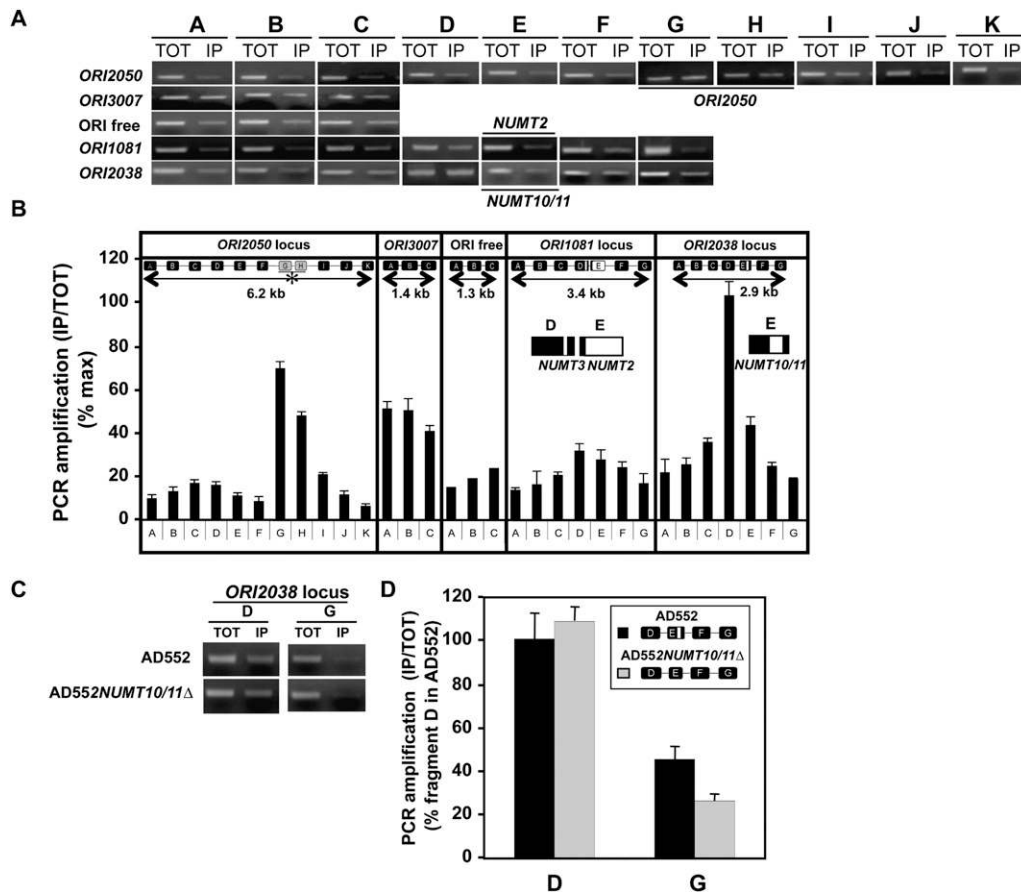 A
A B C D E F G H I J K
TOT IP TOT IP TOT IP TOT IP TOT IP TOT IP TOT IP TOT IP TOT IP TOT IP TOT IP
ORI2050
ORI3007
ORI2050
ORI free
NUMT2
ORI1081
ORI2038
NUMT10/11
B
PCR amplification (IP/TOT)
(% max)
120
100
80
60
40
20
0
ORI2050 locus ORI3007 ORI free ORI1081 locus ORI2038 locus
A B C D E F G H I J K A B C A B C A B C D E F G A B C D E F G
*
6.2 kb 1.4 kb 1.3 kb 3.4 kb 2.9 kb
D E
NUMT3 NUMT2
E
NUMT10/11
A B C D E F G H I J K A B C A B C A B C D E F G A B C D E F G
C
ORI2038 locus
D G
TOT IP TOT IP
AD552
AD552NUMT10/11Δ
D
PCR amplification (IP/TOT)
(% fragment D in AD552)
120
100
80
60
40
20
0
AD552
D E F G
AD552NUMT10/11Δ
D E F G
D G